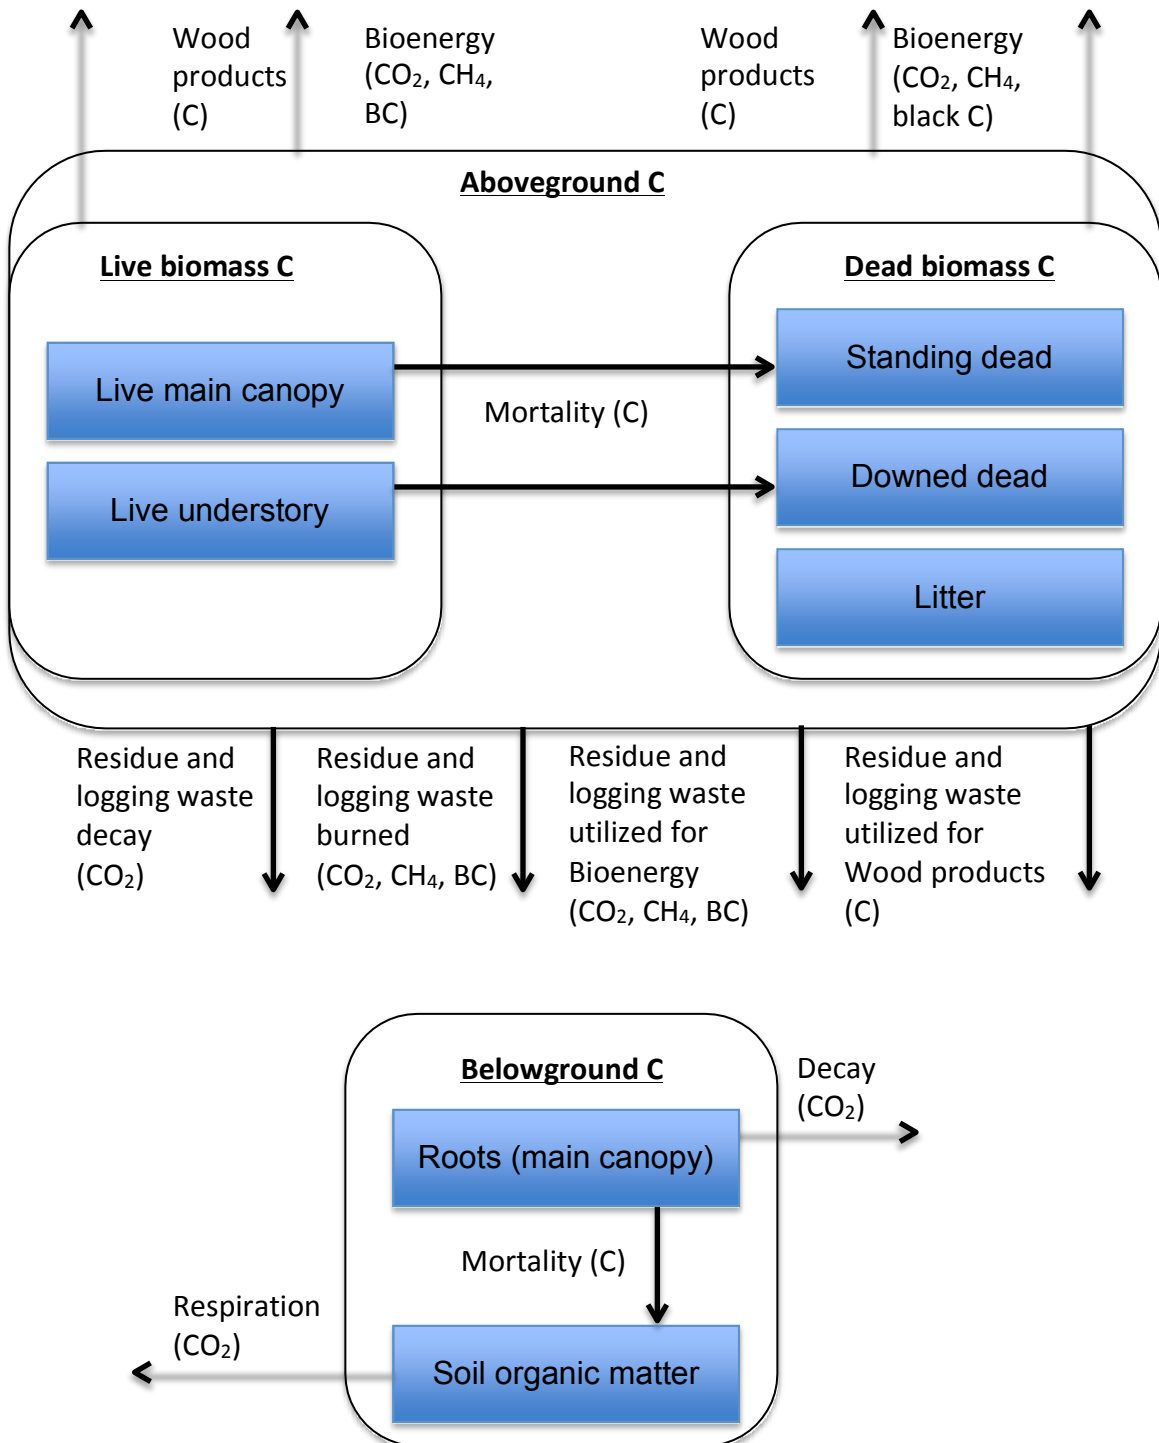 Wood
products
(C)
Bioenergy
(CO₂, CH₄,
BC)
Wood
products
(C)
Bioenergy
(CO₂, CH₄,
black C)
Aboveground C
Live biomass C
Dead biomass C
Live main canopy
Live understory
Mortality (C)
Standing dead
Downed dead
Litter
Residue and
logging waste
decay
(CO₂)
Residue and
logging waste
burned
(CO₂, CH₄, BC)
Residue and
logging waste
utilized for
Bioenergy
(CO₂, CH₄, BC)
Residue and
logging waste
utilized for
Wood products
(C)
Belowground C
Decay
(CO₂)
Roots (main canopy)
Mortality (C)
Respiration
(CO₂)
Soil organic matter